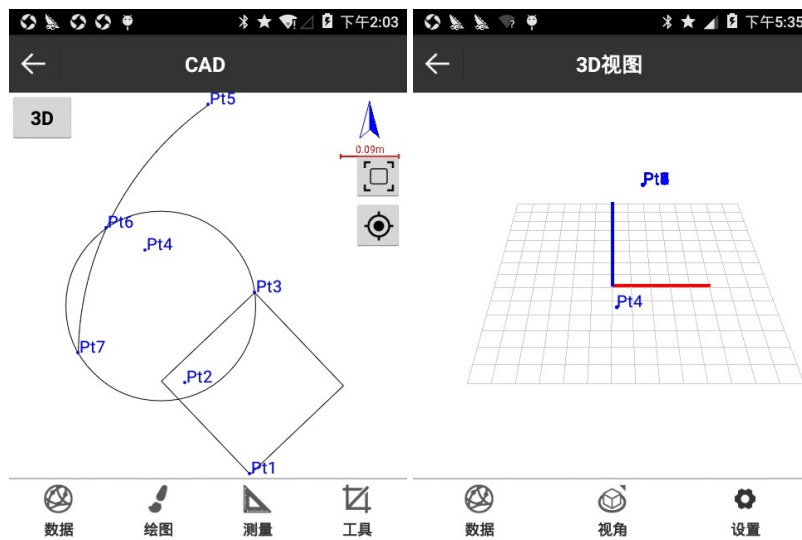 下午2:03
CAD
3D
Pt5
0.09m
Pt6
Pt4
Pt3
Pt7
Pt2
Pt1
数据 绘图 测量 工具
下午5:35
3D视图
Pt4
数据 视角 设置